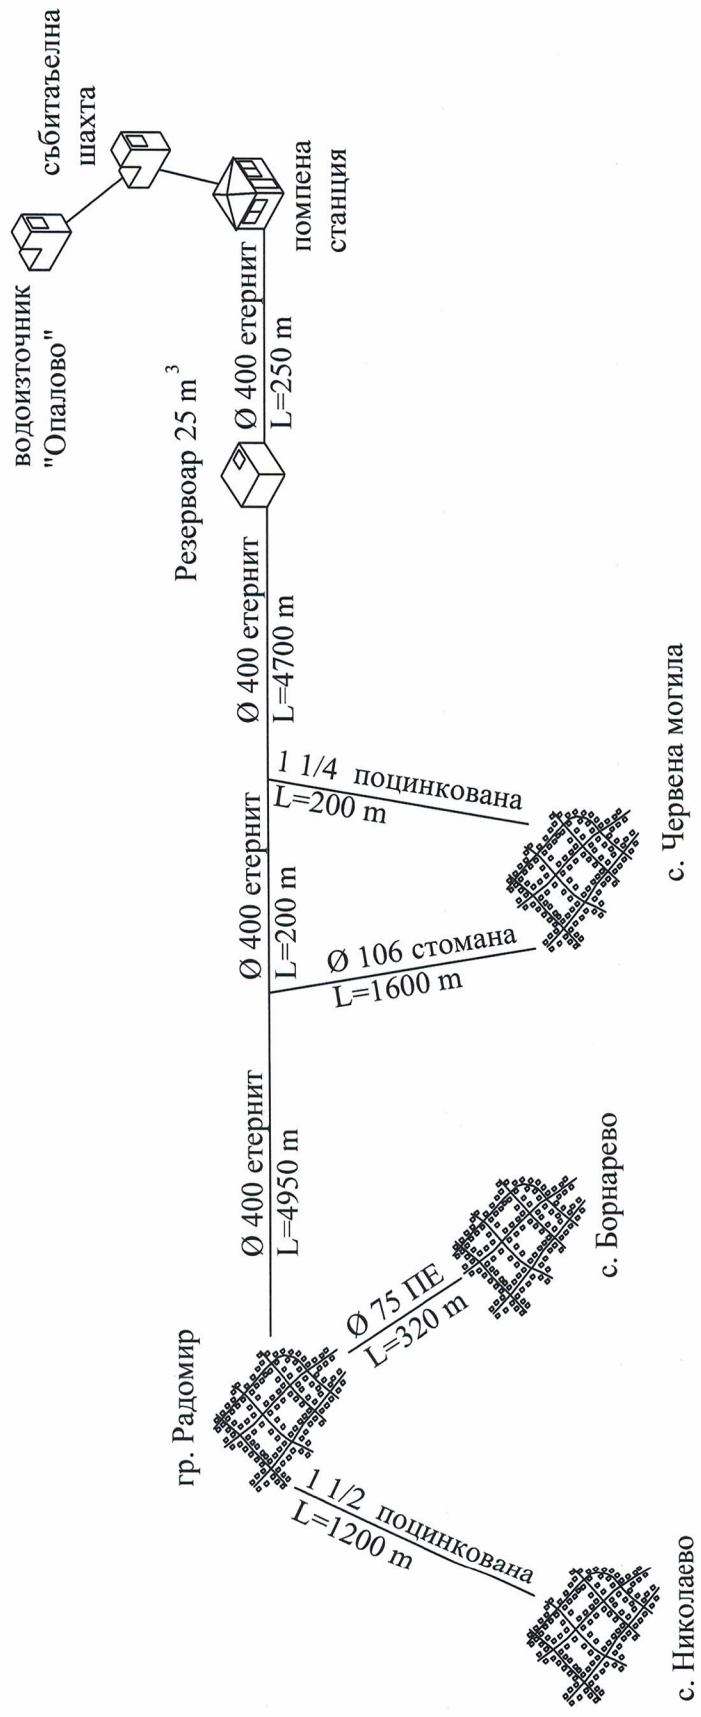 водоизточник
"Опалово"
събитаьелна
шахта
помпена
станция
Ø 400 етернит
L=250 m
Резервоар 25 m³
Ø 400 етернит
L=4700 m
1 1/4 поцинкована
L=200 m
Ø 400 етернит
L=200 m
Ø 106 стомана
L=1600 m
с. Червена могила
Ø 400 етернит
L=4950 m
гр. Радомир
Ø 75 ПЕ
L=320 m
с. Борнарево
1 1/2 поцинкована
L=1200 m
с. Николаево